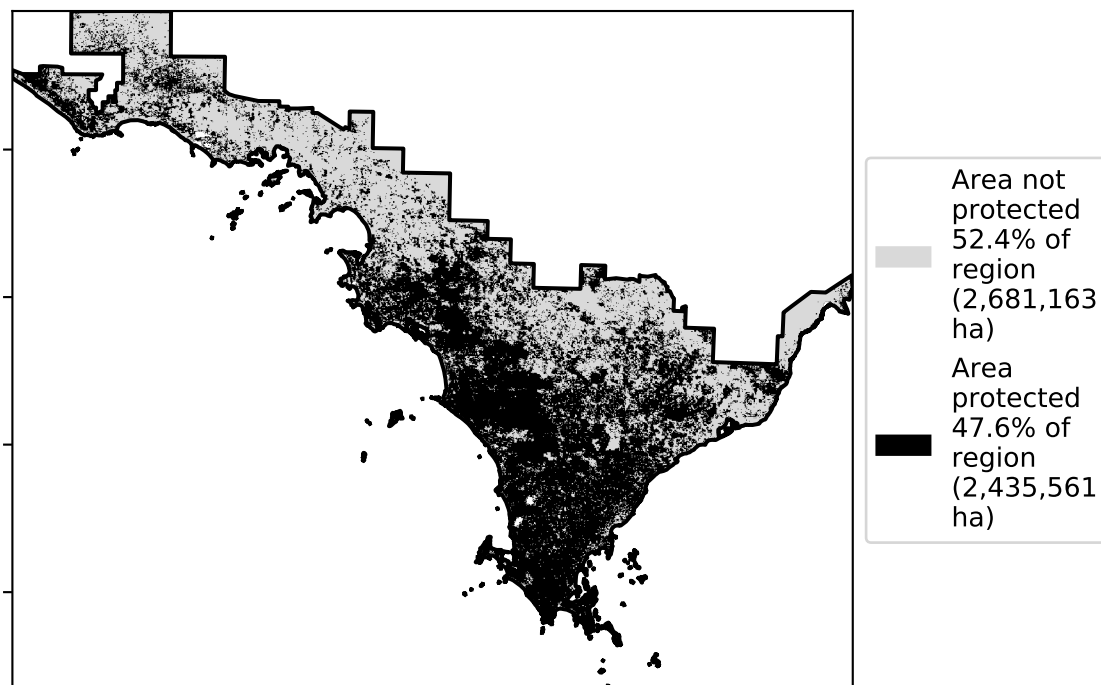 Area not
protected
52.4% of
region
(2,681,163
ha)
Area
protected
47.6% of
region
(2,435,561
ha)